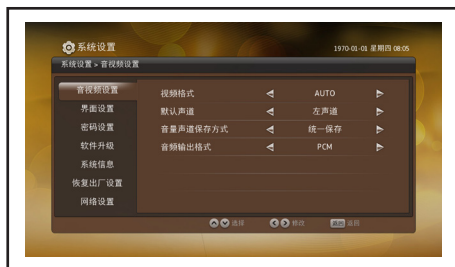 系统设置
1970-01-01 星期四 08:05
系统设置 > 音视频设置
音视频设置
界面设置
密码设置
软件升级
系统信息
恢复出厂设置
网络设置
视频格式 AUTO
默认声道 左声道
音量声道保存方式 统一保存
音频输出格式 PCM
选择 移动 退出 返回